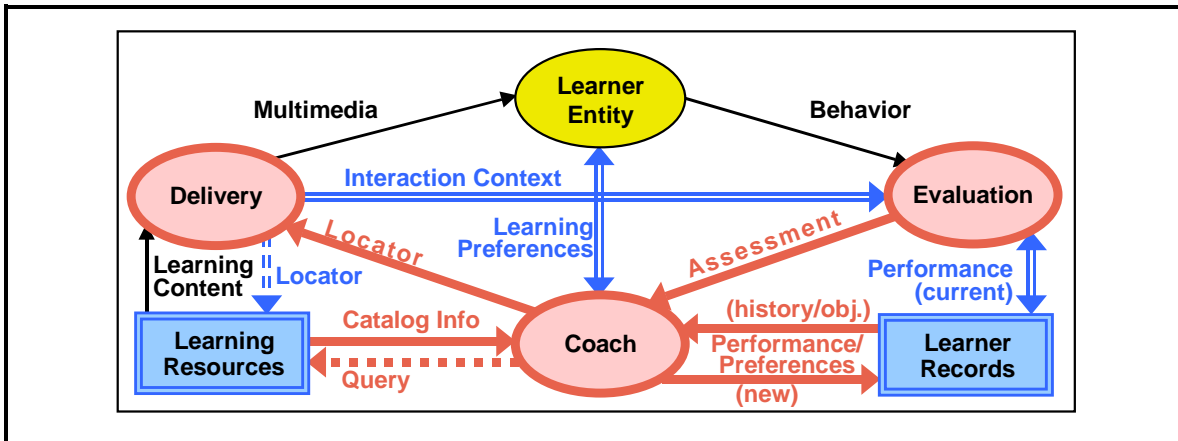 Learner
Entity
Multimedia
Behavior
Delivery
Interaction Context
Evaluation
Learning
Preferences
Locator
Assessment
Learning
Content
Locator
Performance
(current)
Learning
Resources
Catalog Info
Query
Coach
(history/obj.)
Performance/
Preferences
(new)
Learner
Records